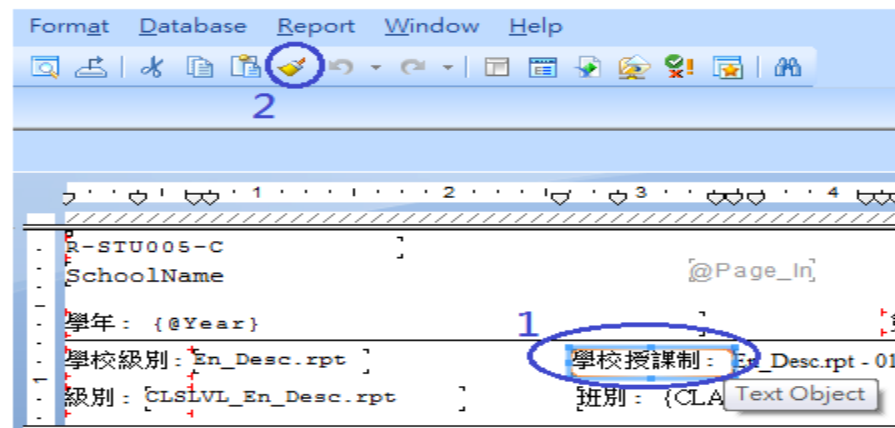 Format Database Report Window Help
2
1 2 3 4
R-STU005-C
SchoolName
@Page_In
學年： {@Year}
1
學校級別： En_Desc.rpt
學校授課制： En_Desc.rpt - 01
級別： CLSLVL_En_Desc.rpt
班別： {CLA
Text Object
1